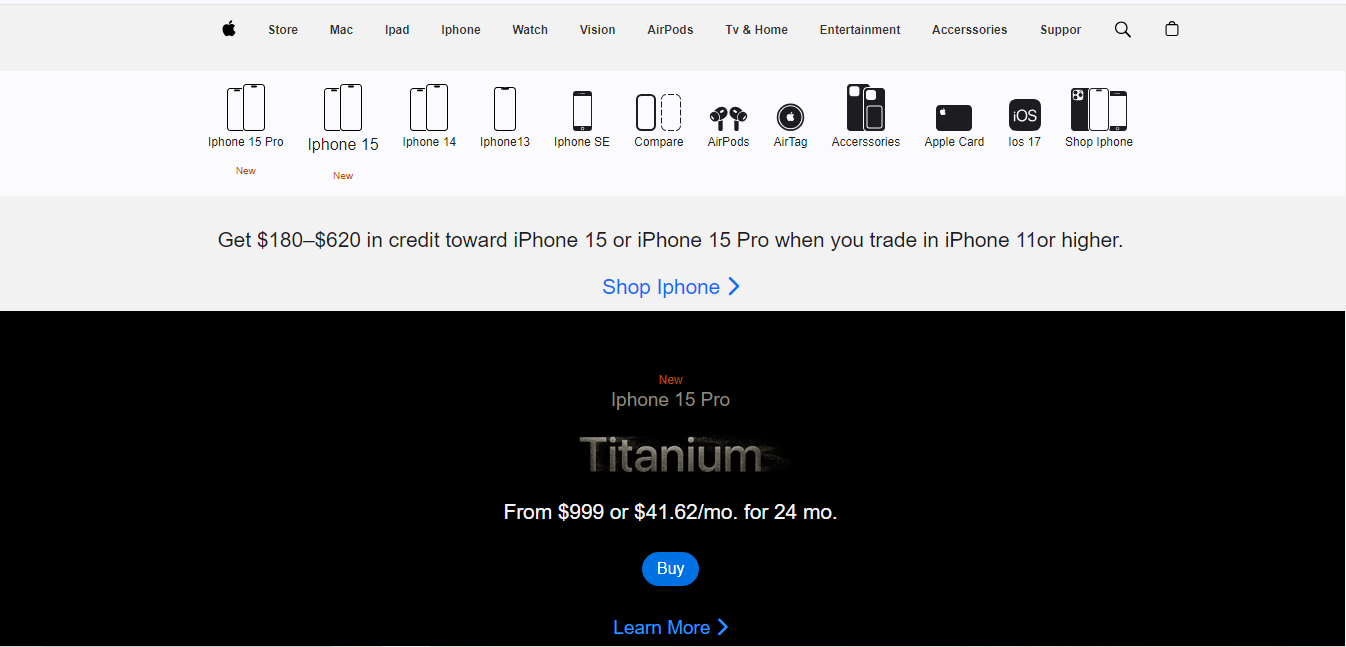 Store Mac Ipad Iphone Watch Vision AirPods Tv & Home Entertainment Accerssories Suppor
iOS
Iphone 15 Pro Iphone 15 Iphone 14 Iphone13 Iphone SE Compare AirPods AirTag Accerssories Apple Card Ios 17 Shop Iphone
New New
Get $180–$620 in credit toward iPhone 15 or iPhone 15 Pro when you trade in iPhone 11or higher.
Shop Iphone
New
Iphone 15 Pro
Titanium
From $999 or $41.62/mo. for 24 mo.
Buy
Learn More